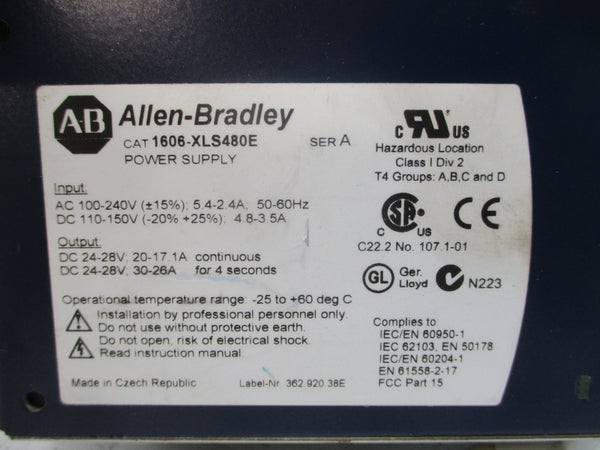 AB Allen-Bradley
CAT 1606-XLS480E SER A
POWER SUPPLY
Input:
AC 100-240V (±15%); 5.4-2.4A; 50-60Hz
DC 110-150V (-20% +25%); 4.8-3.5A
Output:
DC 24-28V; 20-17.1A continuous
DC 24-28V; 30-26A for 4 seconds
Operational temperature range: -25 to +60 deg C
Installation by professional personnel only.
Do not use without protective earth.
Do not open, risk of electrical shock.
Read instruction manual.
Made in Czech Republic Label-Nr. 362.920.38E
C RU US
Hazardous Location
Class I Div 2
T4 Groups: A,B,C and D
C SA US CE
C22.2 No. 107.1-01
GL Ger. Lloyd N223
Complies to:
IEC/EN 60950-1
IEC 62103, EN 50178
IEC/EN 60204-1
EN 61558-2-17
FCC Part 15